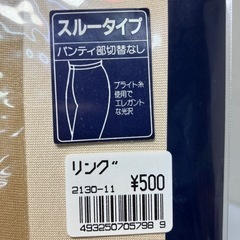 スルータイプ
パンティ部切替なし
ブライト糸
使用で
エレガント
な光沢
リング
2130-11 ¥500
4932507057989